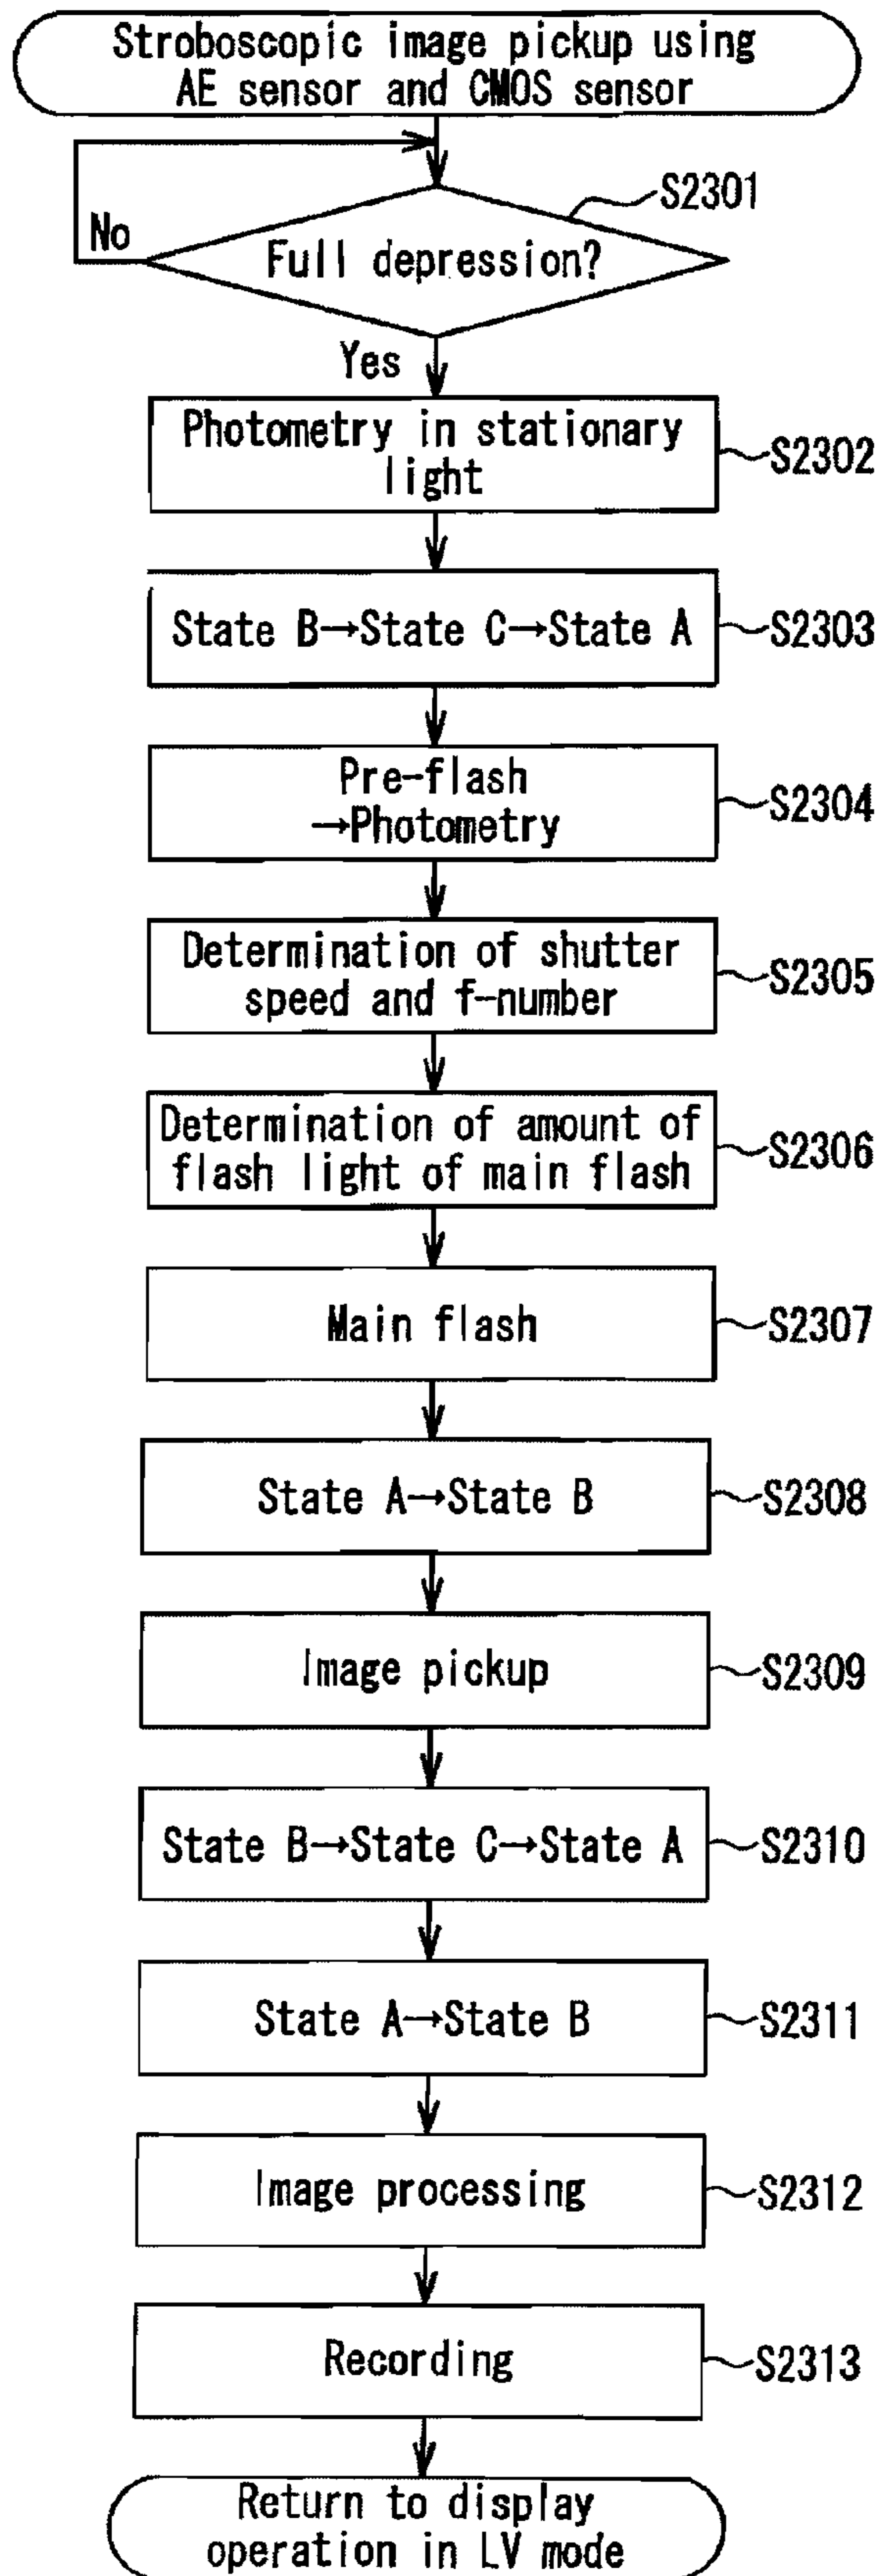 Stroboscopic image pickup using
AE sensor and CMOS sensor
S2301
No
Full depression?
Yes
Photometry in stationary
light
S2302
State B→State C→State A
S2303
Pre-flash
→Photometry
S2304
Determination of shutter
speed and f-number
S2305
Determination of amount of
flash light of main flash
S2306
Main flash
S2307
State A→State B
S2308
Image pickup
S2309
State B→State C→State A
S2310
State A→State B
S2311
Image processing
S2312
Recording
S2313
Return to display
operation in LV mode